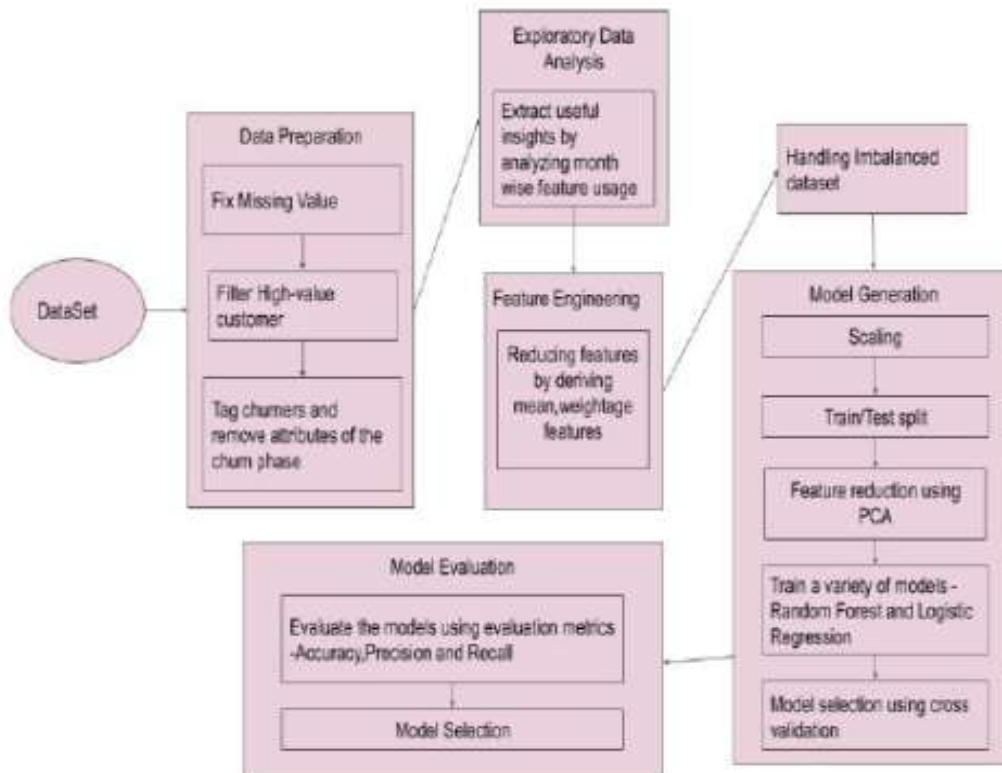 DataSet
Data Preparation
Fix Missing Value
Filter High-value
customer
Tag churners and
remove attributes of the
churn phase
Exploratory Data
Analysis
Extract useful
insights by
analyzing month
wise feature usage
Feature Engineering
Reducing features
by deriving
mean,weightage
features
Handling Imbalanced
dataset
Model Generation
Scaling
Train/Test split
Feature reduction using
PCA
Train a variety of models -
Random Forest and Logistic
Regression
Model selection using cross
validation
Model Evaluation
Evaluate the models using evaluation metrics
-Accuracy,Precision and Recall
Model Selection